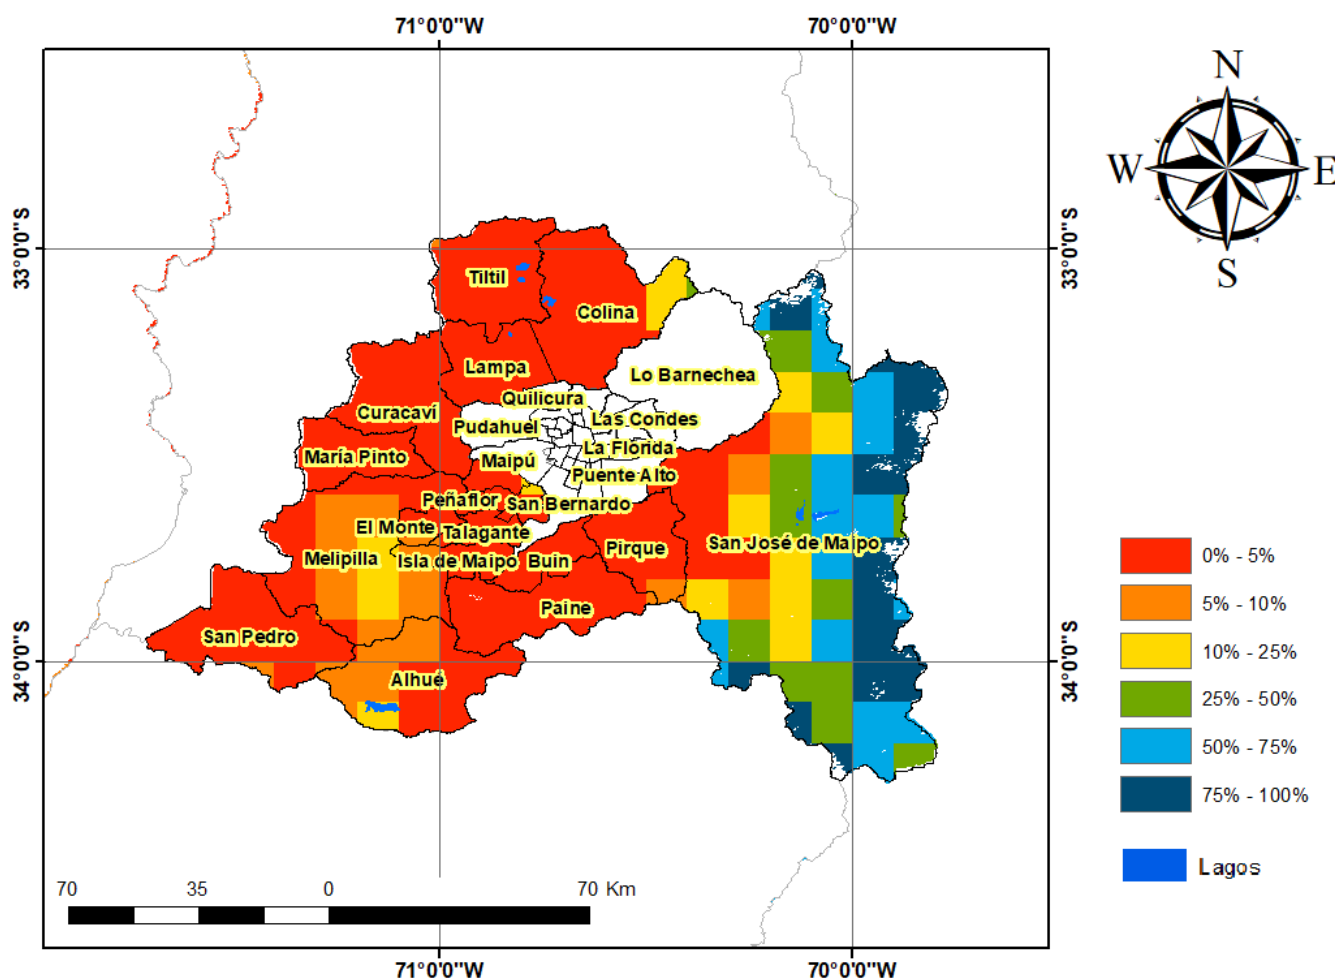 71°0'0"W
70°0'0"W
N
W
E
S
33°0'0"S
33°0'0"S
Tiltil
Colina
Lampa
Lo Barnechea
Quilicura
Curacaví
Las Condes
Pudahuel
La Florida
María Pinto
Maipú
Puente Alto
Peñaflor
San Bernardo
El Monte
Talagante
San José de Maipo
Pirque
Melipilla
Isla de Maipo
Buin
Paine
San Pedro
Alhué
34°0'0"S
34°0'0"S
0% - 5%
5% - 10%
10% - 25%
25% - 50%
50% - 75%
75% - 100%
Lagos
70 35 0 70 Km
71°0'0"W
70°0'0"W